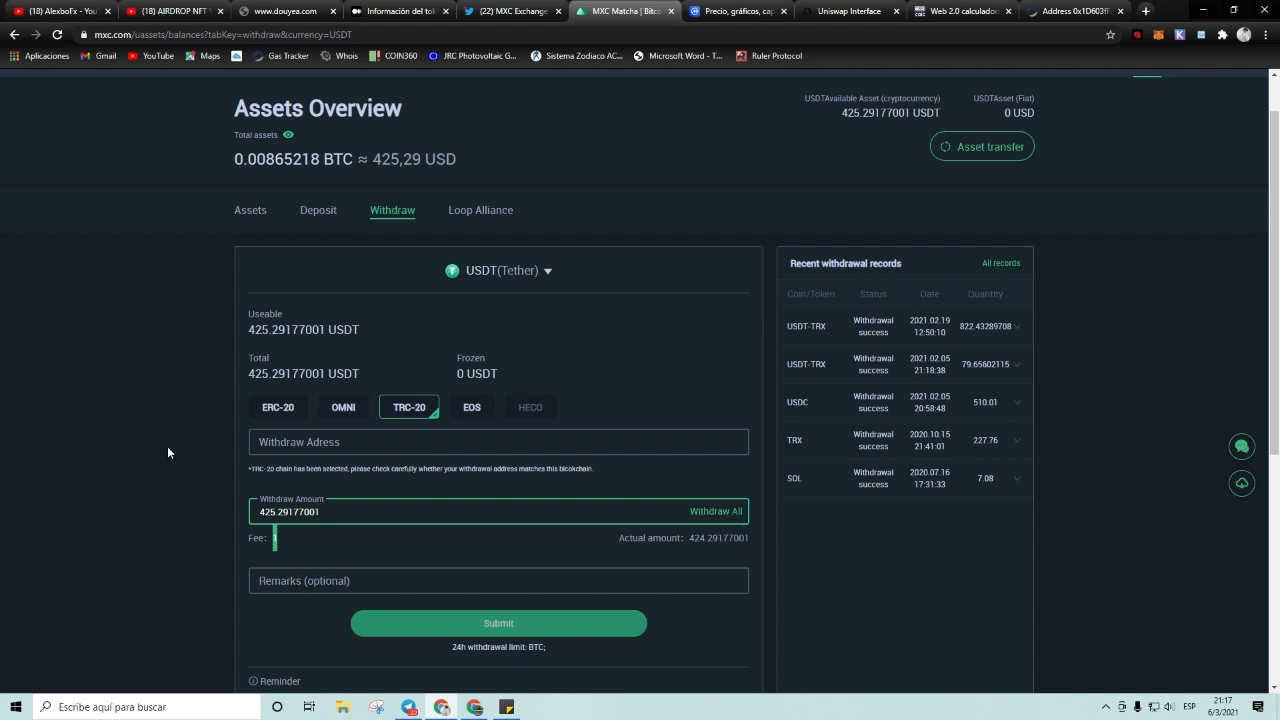 (18) AlexboFx - YouTub
(18) AIRDROP NFT
www.douyea.com
Información del tok
(22) MXC Exchange
MXC Matcha | Bitco
Precio, gráficos, cap
Uniswap Interface
Web 2.0 calculador
Address 0x1D603fF
mxc.com/uassets/balances?tabKey=withdraw&currency=USDT
Aplicaciones
Gmail
YouTube
Maps
Gas Tracker
Whois
COIN360
JRC Photovoltaic G...
Sistema Zodiaco AC...
Microsoft Word - T...
Ruler Protocol
Assets Overview
USDTAvailable Asset (cryptocurrency)
USDTAsset (Fiat)
425.29177001 USDT
0 USD
Total assets
0.00865218 BTC ≈ 425,29 USD
Asset transfer
Assets
Deposit
Withdraw
Loop Alliance
USDT(Tether)
Useable
425.29177001 USDT
Total
Frozen
425.29177001 USDT
0 USDT
ERC-20
OMNI
TRC-20
EOS
HECO
Withdraw Adress
*TRC-20 chain has been selected, please check carefully whether your withdrawal address matches this blcokchain.
Withdraw Amount
425.29177001
Withdraw All
Fee: 1
Actual amount: 424.29177001
Remarks (optional)
Submit
24h withdrawal limit: BTC;
Reminder
Recent withdrawal records
All records
Coin/Token
Status
Date
Quantity
USDT-TRX
Withdrawal
success
2021.02.19
12:50:10
822.43289708
USDT-TRX
Withdrawal
success
2021.02.05
21:18:38
79.65602115
USDC
Withdrawal
success
2021.02.05
20:58:48
510.01
TRX
Withdrawal
success
2020.10.15
21:41:01
227.76
SOL
Withdrawal
success
2020.07.16
17:31:33
7.08
Escribe aquí para buscar
ESP
21:17
6/3/2021